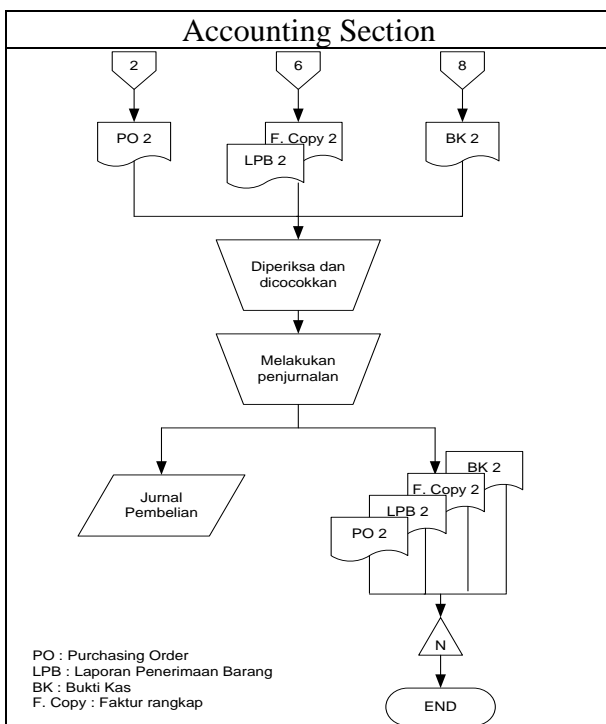 Accounting Section
2
6
8
PO 2
F. Copy 2
LPB 2
BK 2
Diperiksa dan
dicocokkan
Melakukan
penjurnalan
Jurnal
Pembelian
BK 2
F. Copy 2
LPB 2
PO 2
N
PO : Purchasing Order
LPB : Laporan Penerimaan Barang
BK : Bukti Kas
F. Copy : Faktur rangkap
END